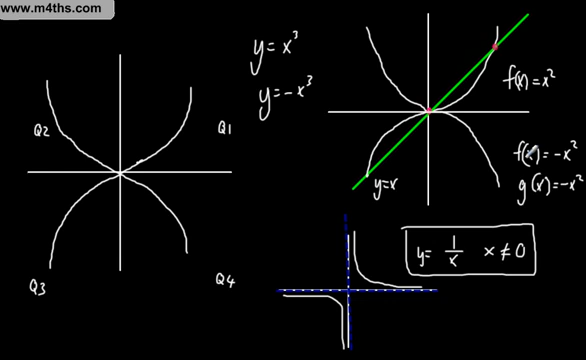 www.m4ths.com
y = x³
y = -x³
Q2
Q1
Q3
Q4
f(x) = x²
f(x) = -x²
g(x) = -x²
y = x
y = 1/x x ≠ 0